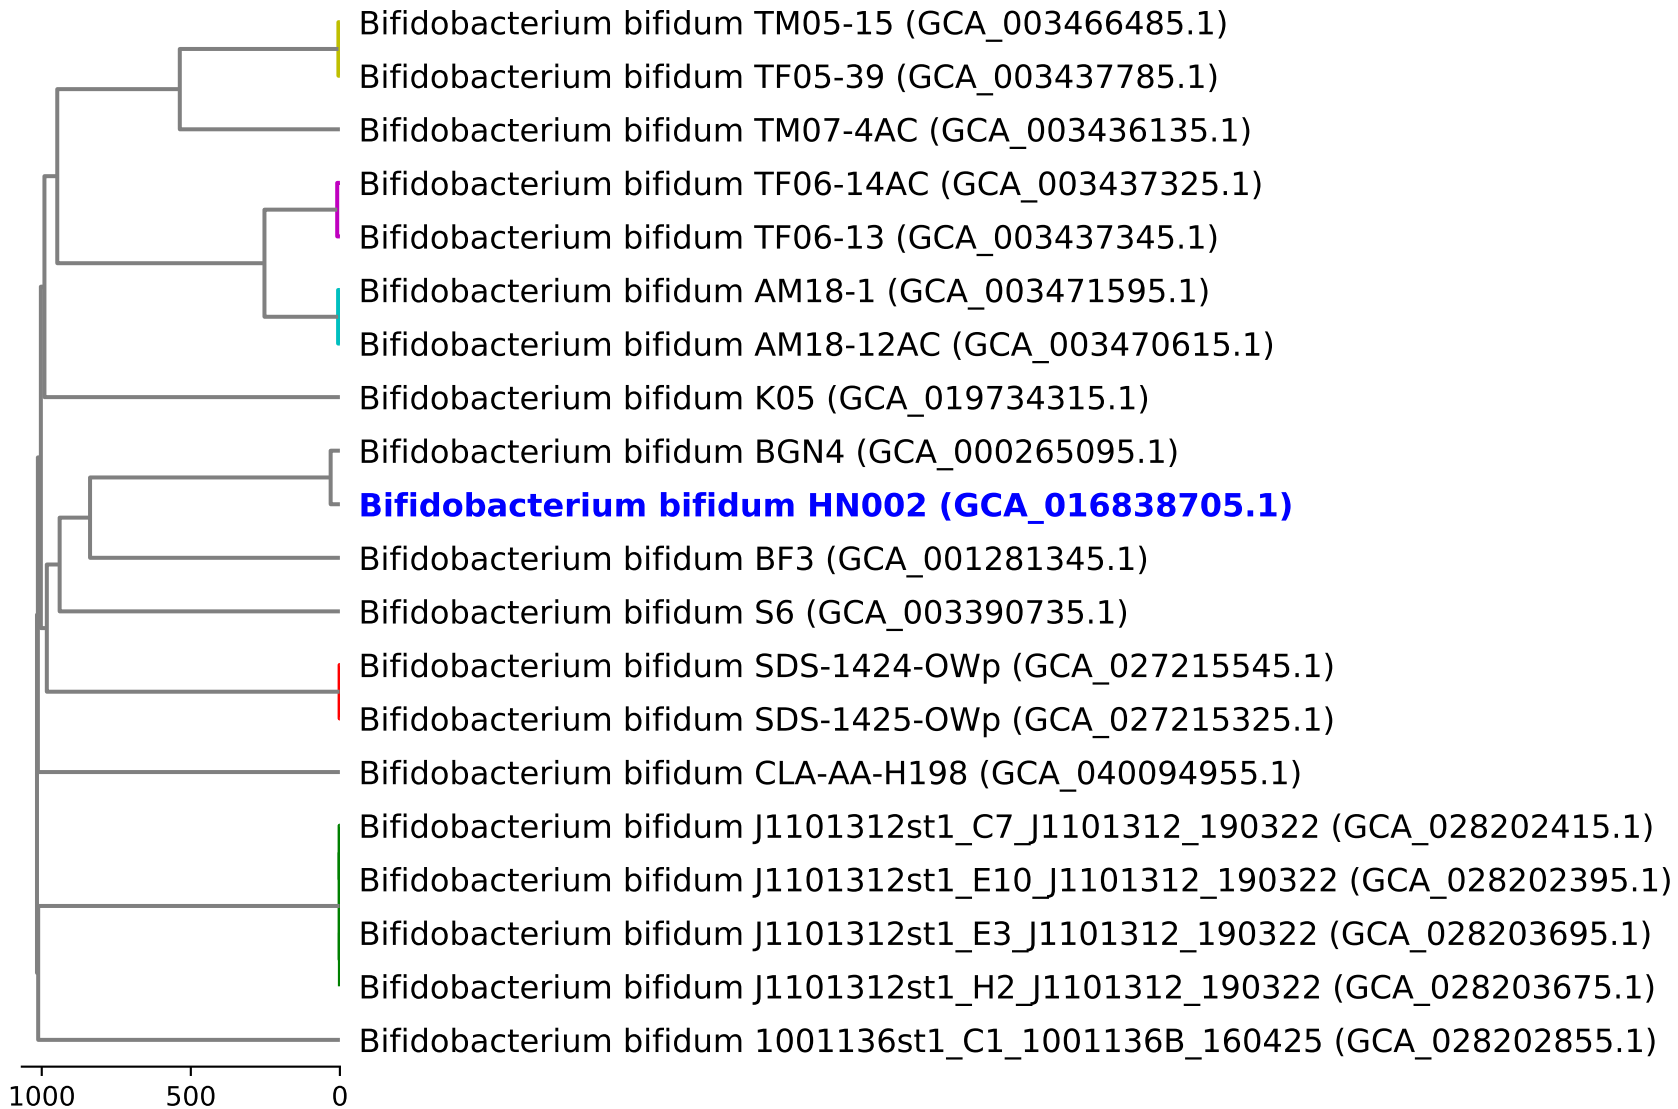 Bifidobacterium bifidum TM05-15 (GCA_003466485.1)
Bifidobacterium bifidum TF05-39 (GCA_003437785.1)
Bifidobacterium bifidum TM07-4AC (GCA_003436135.1)
Bifidobacterium bifidum TF06-14AC (GCA_003437325.1)
Bifidobacterium bifidum TF06-13 (GCA_003437345.1)
Bifidobacterium bifidum AM18-1 (GCA_003471595.1)
Bifidobacterium bifidum AM18-12AC (GCA_003470615.1)
Bifidobacterium bifidum K05 (GCA_019734315.1)
Bifidobacterium bifidum BGN4 (GCA_000265095.1)
Bifidobacterium bifidum HN002 (GCA_016838705.1)
Bifidobacterium bifidum BF3 (GCA_001281345.1)
Bifidobacterium bifidum S6 (GCA_003390735.1)
Bifidobacterium bifidum SDS-1424-OWp (GCA_027215545.1)
Bifidobacterium bifidum SDS-1425-OWp (GCA_027215325.1)
Bifidobacterium bifidum CLA-AA-H198 (GCA_040094955.1)
Bifidobacterium bifidum J1101312st1_C7_J1101312_190322 (GCA_028202415.1)
Bifidobacterium bifidum J1101312st1_E10_J1101312_190322 (GCA_028202395.1)
Bifidobacterium bifidum J1101312st1_E3_J1101312_190322 (GCA_028203695.1)
Bifidobacterium bifidum J1101312st1_H2_J1101312_190322 (GCA_028203675.1)
Bifidobacterium bifidum 1001136st1_C1_1001136B_160425 (GCA_028202855.1)
1000 500 0